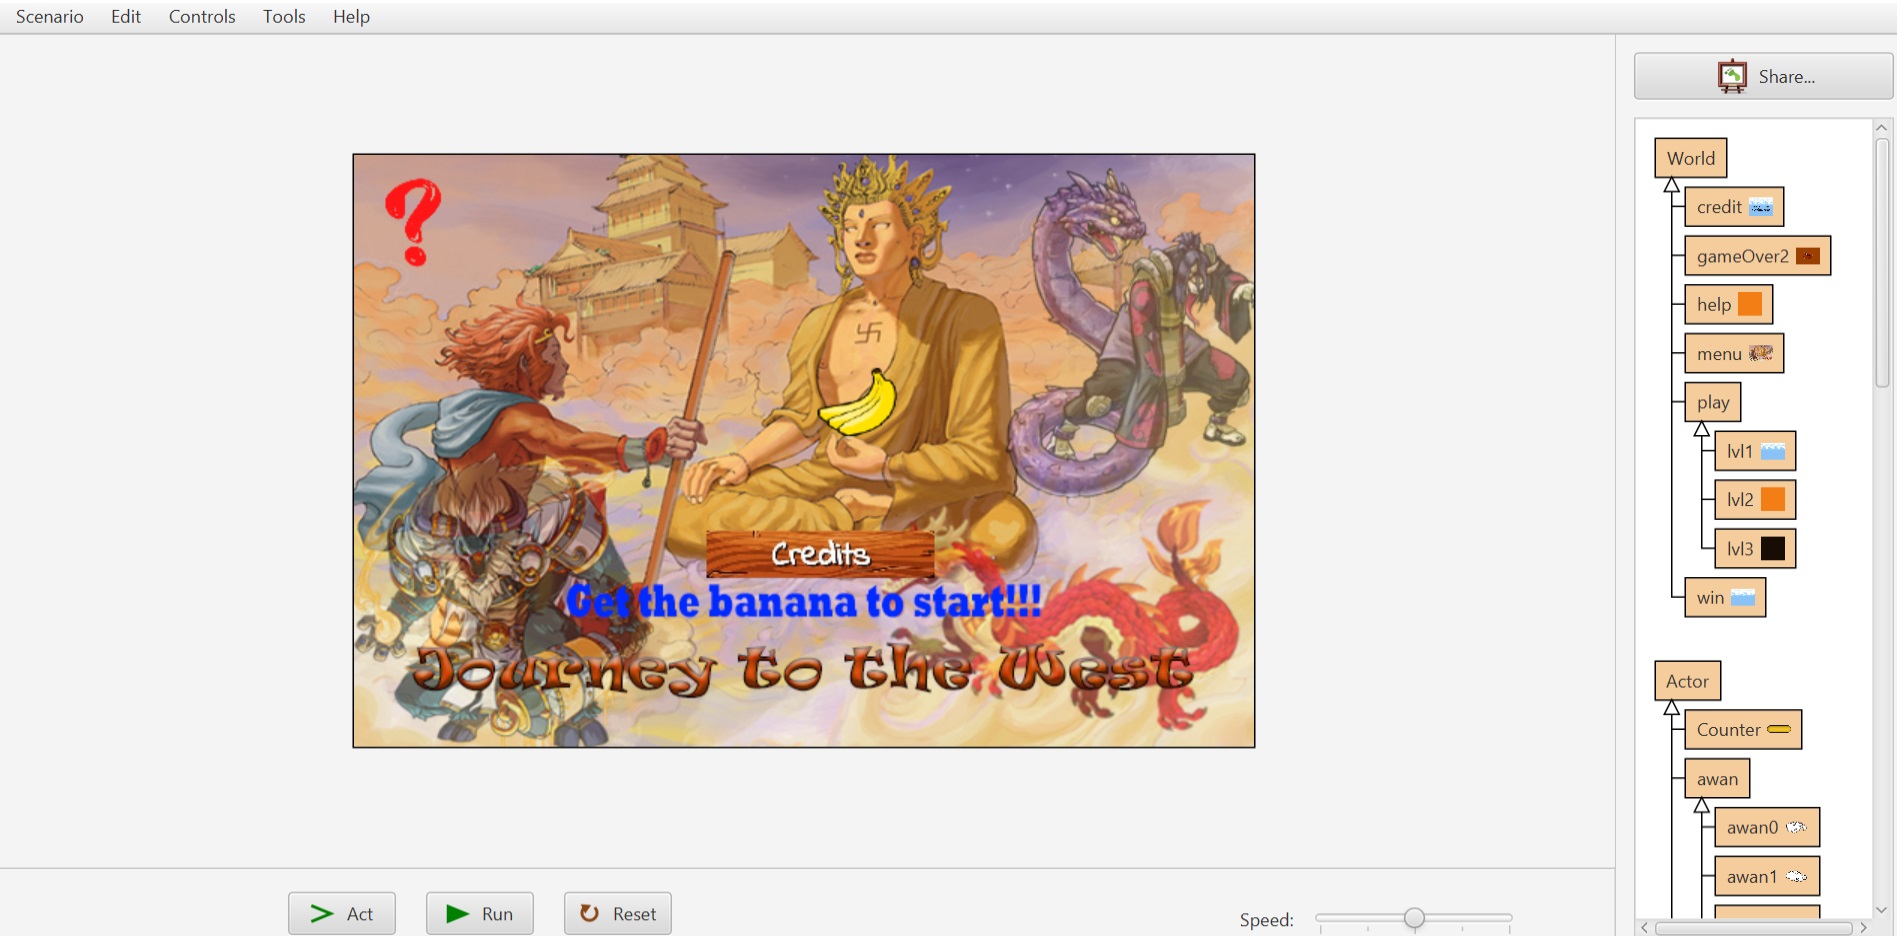 Scenario Edit Controls Tools Help
Share...
World
credit
gameOver2
help
menu
play
lvl1
lvl2
lvl3
win
Actor
Counter
awan
awan0
awan1
?
卐
Credits
Get the banana to start!!!
Journey to the West
Act Run Reset Speed: